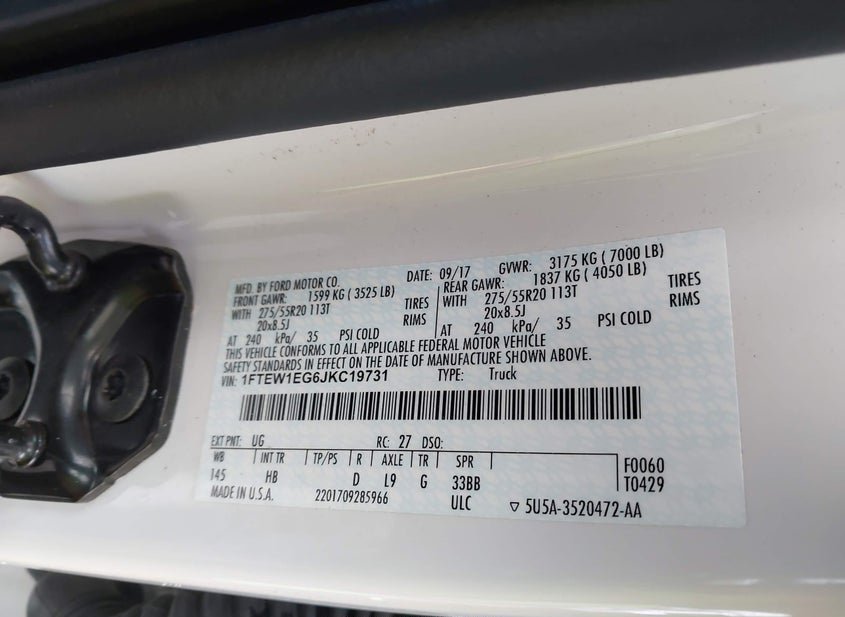 MFD. BY FORD MOTOR CO. DATE: 09/17 GVWR: 3175 KG ( 7000 LB)
FRONT GAWR: 1599 KG ( 3525 LB) REAR GAWR: 1837 KG ( 4050 LB)
WITH 275/55R20 113T TIRES WITH 275/55R20 113T TIRES
20x8.5J RIMS 20x8.5J RIMS
AT 240 kPa/ 35 PSI COLD AT 240 kPa/ 35 PSI COLD
THIS VEHICLE CONFORMS TO ALL APPLICABLE FEDERAL MOTOR VEHICLE
SAFETY STANDARDS IN EFFECT ON THE DATE OF MANUFACTURE SHOWN ABOVE.
VIN: 1FTEW1EG6JKC19731 TYPE: Truck
EXT PNT: UG RC: 27 DSO:
WB INT TR TP/PS R AXLE TR SPR F0060
145 HB D L9 G 33BB T0429
MADE IN U.S.A. 2201709285966 ULC ▽ 5U5A-3520472-AA